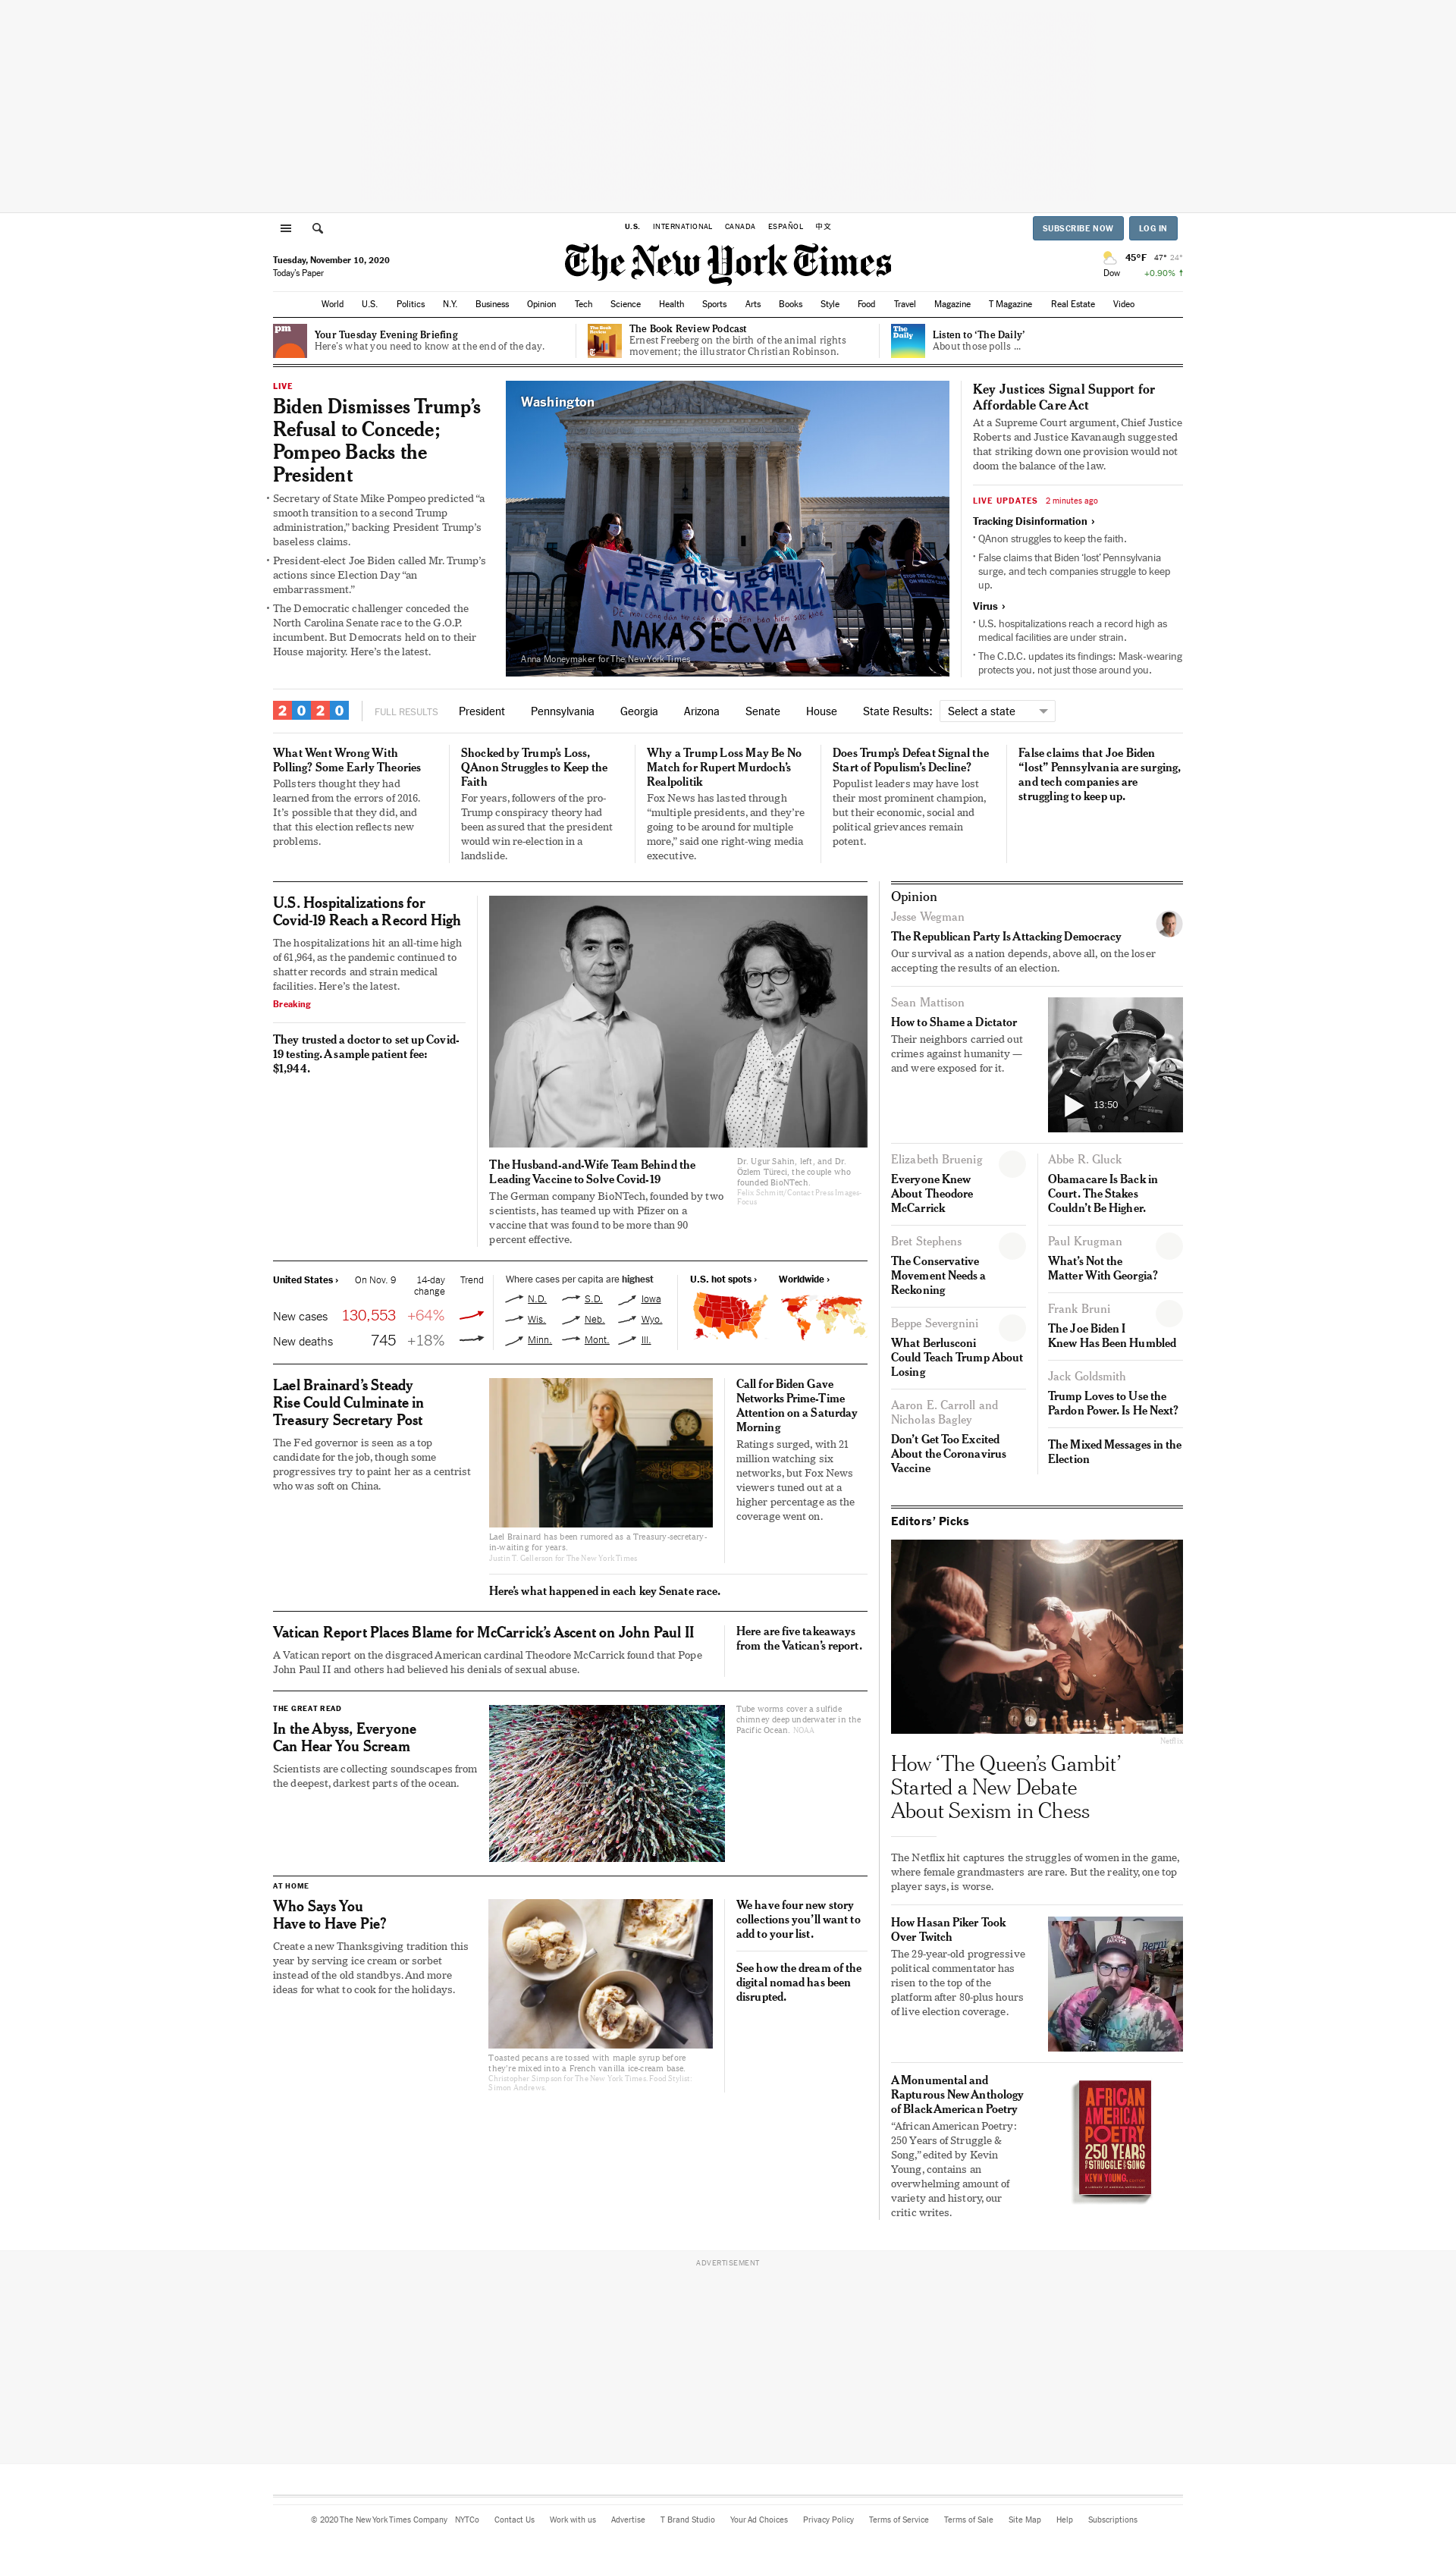 U.S. INTERNATIONAL CANADA ESPAÑOL 中文
SUBSCRIBE NOW LOG IN
The New York Times
Tuesday, November 10, 2020
Today's Paper
45°F 47° 24°
Dow +0.90% ↑
World U.S. Politics N.Y. Business Opinion Tech Science Health Sports Arts Books Style Food Travel Magazine T Magazine Real Estate Video
pm
Your Tuesday Evening Briefing
Here's what you need to know at the end of the day.
The Book Review
The Book Review Podcast
Ernest Freeberg on the birth of the animal rights
movement; the illustrator Christian Robinson.
The Daily
Listen to ‘The Daily’
About those polls ...
LIVE
Biden Dismisses Trump’s
Refusal to Concede;
Pompeo Backs the
President
• Secretary of State Mike Pompeo predicted “a
smooth transition to a second Trump
administration,” backing President Trump’s
baseless claims.
• President-elect Joe Biden called Mr. Trump’s
actions since Election Day “an
embarrassment.”
• The Democratic challenger conceded the
North Carolina Senate race to the G.O.P.
incumbent. But Democrats held on to their
House majority. Here’s the latest.
Washington
모두를 위한 의료혜택!
HEALTHCARE4ALL!
NAKASECVA
Anna Moneymaker for The New York Times
Key Justices Signal Support for
Affordable Care Act
At a Supreme Court argument, Chief Justice
Roberts and Justice Kavanaugh suggested
that striking down one provision would not
doom the balance of the law.
LIVE UPDATES 2 minutes ago
Tracking Disinformation ›
• QAnon struggles to keep the faith.
• False claims that Biden ‘lost’ Pennsylvania
surge, and tech companies struggle to keep
up.
Virus ›
• U.S. hospitalizations reach a record high as
medical facilities are under strain.
• The C.D.C. updates its findings: Mask-wearing
protects you, not just those around you.
2020 FULL RESULTS President Pennsylvania Georgia Arizona Senate House State Results: Select a state
What Went Wrong With
Polling? Some Early Theories
Pollsters thought they had
learned from the errors of 2016.
It’s possible that they did, and
that this election reflects new
problems.
Shocked by Trump’s Loss,
QAnon Struggles to Keep the
Faith
For years, followers of the pro-
Trump conspiracy theory had
been assured that the president
would win re-election in a
landslide.
Why a Trump Loss May Be No
Match for Rupert Murdoch’s
Realpolitik
Fox News has lasted through
“multiple presidents, and they’re
going to be around for multiple
more,” said one right-wing media
executive.
Does Trump’s Defeat Signal the
Start of Populism’s Decline?
Populist leaders may have lost
their most prominent champion,
but their economic, social and
political grievances remain
potent.
False claims that Joe Biden
“lost” Pennsylvania are surging,
and tech companies are
struggling to keep up.
U.S. Hospitalizations for
Covid-19 Reach a Record High
The hospitalizations hit an all-time high
of 61,964, as the pandemic continued to
shatter records and strain medical
facilities. Here’s the latest.
Breaking
They trusted a doctor to set up Covid-
19 testing. A sample patient fee:
$1,944.
The Husband-and-Wife Team Behind the
Leading Vaccine to Solve Covid-19
The German company BioNTech, founded by two
scientists, has teamed up with Pfizer on a
vaccine that was found to be more than 90
percent effective.
Dr. Ugur Sahin, left, and Dr.
Özlem Türeci, the couple who
founded BioNTech.
Felix Schmitt/Contact Press Images-
Focus
United States › On Nov. 9 14-day
change Trend
New cases 130,553 +64%
New deaths 745 +18%
Where cases per capita are highest
N.D. S.D. Iowa
Wis. Neb. Wyo.
Minn. Mont. Ill.
U.S. hot spots › Worldwide ›
Lael Brainard’s Steady
Rise Could Culminate in
Treasury Secretary Post
The Fed governor is seen as a top
candidate for the job, though some
progressives try to paint her as a centrist
who was soft on China.
Lael Brainard has been rumored as a Treasury-secretary-
in-waiting for years.
Justin T. Gellerson for The New York Times
Call for Biden Gave
Networks Prime-Time
Attention on a Saturday
Morning
Ratings surged, with 21
million watching six
networks, but Fox News
viewers tuned out at a
higher percentage as the
coverage went on.
Here’s what happened in each key Senate race.
Vatican Report Places Blame for McCarrick’s Ascent on John Paul II
A Vatican report on the disgraced American cardinal Theodore McCarrick found that Pope
John Paul II and others had believed his denials of sexual abuse.
Here are five takeaways
from the Vatican’s report.
THE GREAT READ
In the Abyss, Everyone
Can Hear You Scream
Scientists are collecting soundscapes from
the deepest, darkest parts of the ocean.
Tube worms cover a sulfide
chimney deep underwater in the
Pacific Ocean. NOAA
AT HOME
Who Says You
Have to Have Pie?
Create a new Thanksgiving tradition this
year by serving ice cream or sorbet
instead of the old standbys. And more
ideas for what to cook for the holidays.
Toasted pecans are tossed with maple syrup before
they’re mixed into a French vanilla ice-cream base.
Christopher Simpson for The New York Times. Food Stylist:
Simon Andrews.
We have four new story
collections you’ll want to
add to your list.
See how the dream of the
digital nomad has been
disrupted.
Opinion
Jesse Wegman
The Republican Party Is Attacking Democracy
Our survival as a nation depends, above all, on the loser
accepting the results of an election.
Sean Mattison
How to Shame a Dictator
Their neighbors carried out
crimes against humanity —
and were exposed for it.
13:50
Elizabeth Bruenig
Everyone Knew
About Theodore
McCarrick
Bret Stephens
The Conservative
Movement Needs a
Reckoning
Beppe Severgnini
What Berlusconi
Could Teach Trump About
Losing
Aaron E. Carroll and
Nicholas Bagley
Don’t Get Too Excited
About the Coronavirus
Vaccine
Abbe R. Gluck
Obamacare Is Back in
Court. The Stakes
Couldn’t Be Higher.
Paul Krugman
What’s Not the
Matter With Georgia?
Frank Bruni
The Joe Biden I
Knew Has Been Humbled
Jack Goldsmith
Trump Loves to Use the
Pardon Power. Is He Next?
The Mixed Messages in the
Election
Editors’ Picks
Netflix
How ‘The Queen’s Gambit’
Started a New Debate
About Sexism in Chess
The Netflix hit captures the struggles of women in the game,
where female grandmasters are rare. But the reality, one top
player says, is worse.
How Hasan Piker Took
Over Twitch
The 29-year-old progressive
political commentator has
risen to the top of the
platform after 80-plus hours
of live election coverage.
Bernie
A Monumental and
Rapturous New Anthology
of Black American Poetry
“African American Poetry:
250 Years of Struggle &
Song,” edited by Kevin
Young, contains an
overwhelming amount of
variety and history, our
critic writes.
AFRICAN
AMERICAN
POETRY
250 YEARS
OF STRUGGLE AND SONG
KEVIN YOUNG,
ADVERTISEMENT
© 2020 The New York Times Company NYTCo Contact Us Work with us Advertise T Brand Studio Your Ad Choices Privacy Policy Terms of Service Terms of Sale Site Map Help Subscriptions